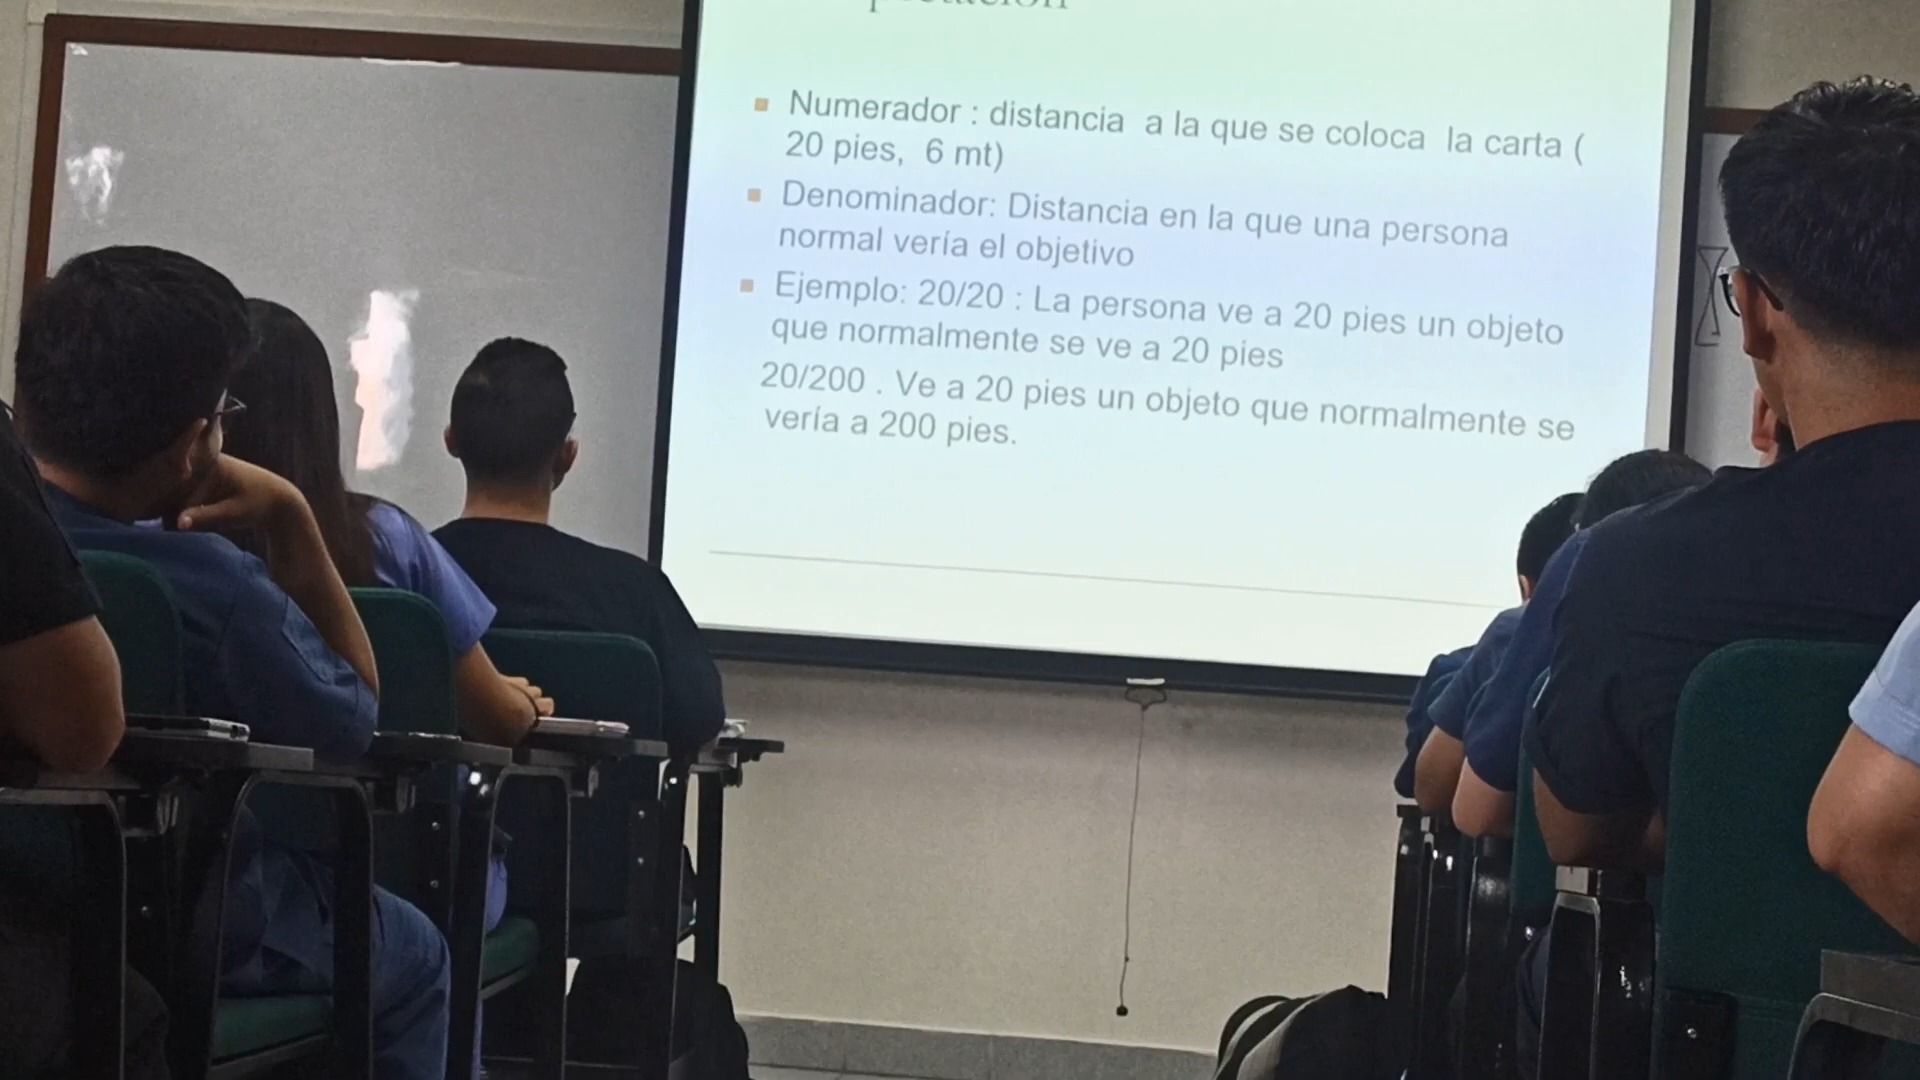 Numerador : distancia a la que se coloca la carta (
20 pies, 6 mt)
Denominador: Distancia en la que una persona
normal vería el objetivo
Ejemplo: 20/20 : La persona ve a 20 pies un objeto
que normalmente se ve a 20 pies
20/200 . Ve a 20 pies un objeto que normalmente se
vería a 200 pies.